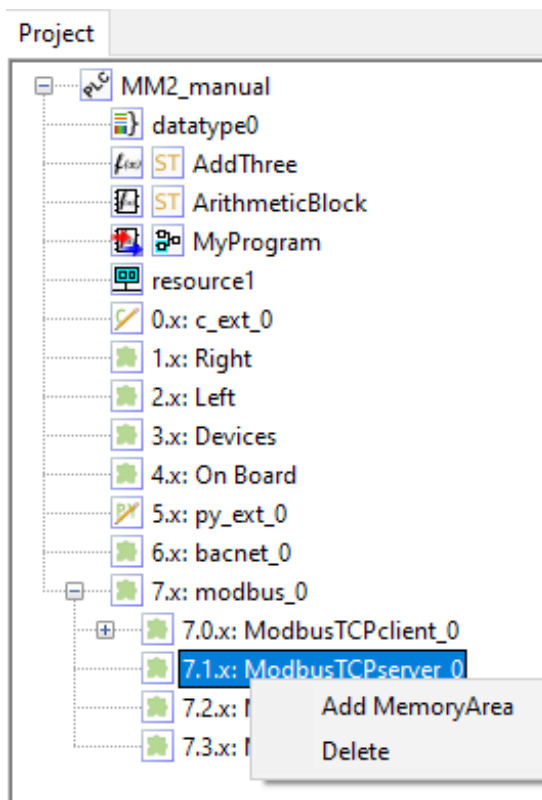 Project
PLC MM2_manual
datatype0
f(x) ST AddThree
ST ArithmeticBlock
MyProgram
resource1
0.x: c_ext_0
1.x: Right
2.x: Left
3.x: Devices
4.x: On Board
PY 5.x: py_ext_0
6.x: bacnet_0
7.x: modbus_0
7.0.x: ModbusTCPclient_0
7.1.x: ModbusTCPserver_0
7.2.x:
Add MemoryArea
7.3.x:
Delete